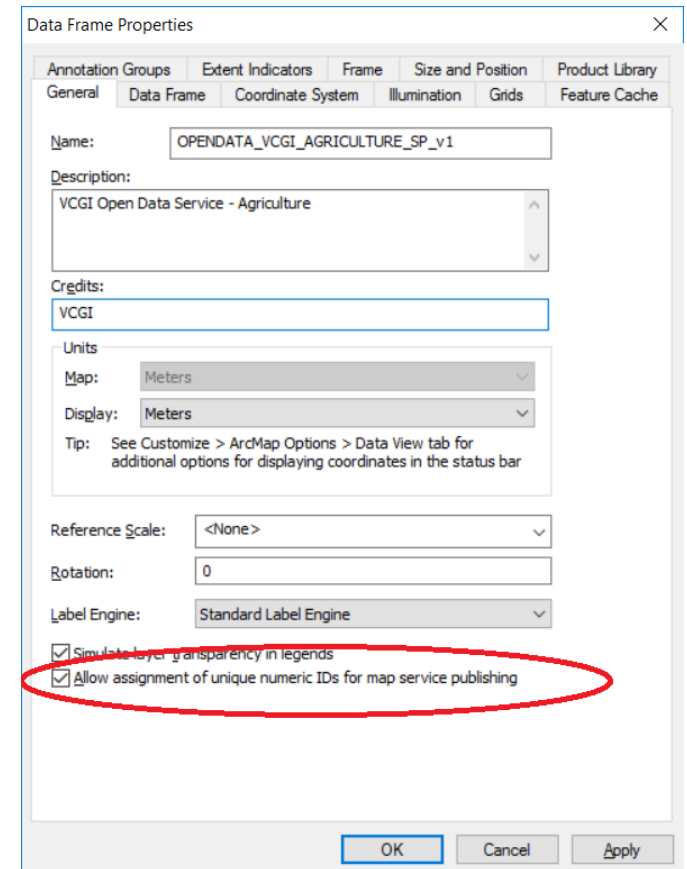 Data Frame Properties
Annotation Groups Extent Indicators Frame Size and Position Product Library
General Data Frame Coordinate System Illumination Grids Feature Cache
Name: OPENDATA_VCGI_AGRICULTURE_SP_v1
Description:
VCGI Open Data Service - Agriculture
Credits:
VCGI
Units
Map: Meters
Display: Meters
Tip: See Customize > ArcMap Options > Data View tab for
additional options for displaying coordinates in the status bar
Reference Scale: <None>
Rotation: 0
Label Engine: Standard Label Engine
Simulate layer transparency in legends
Allow assignment of unique numeric IDs for map service publishing
OK Cancel Apply